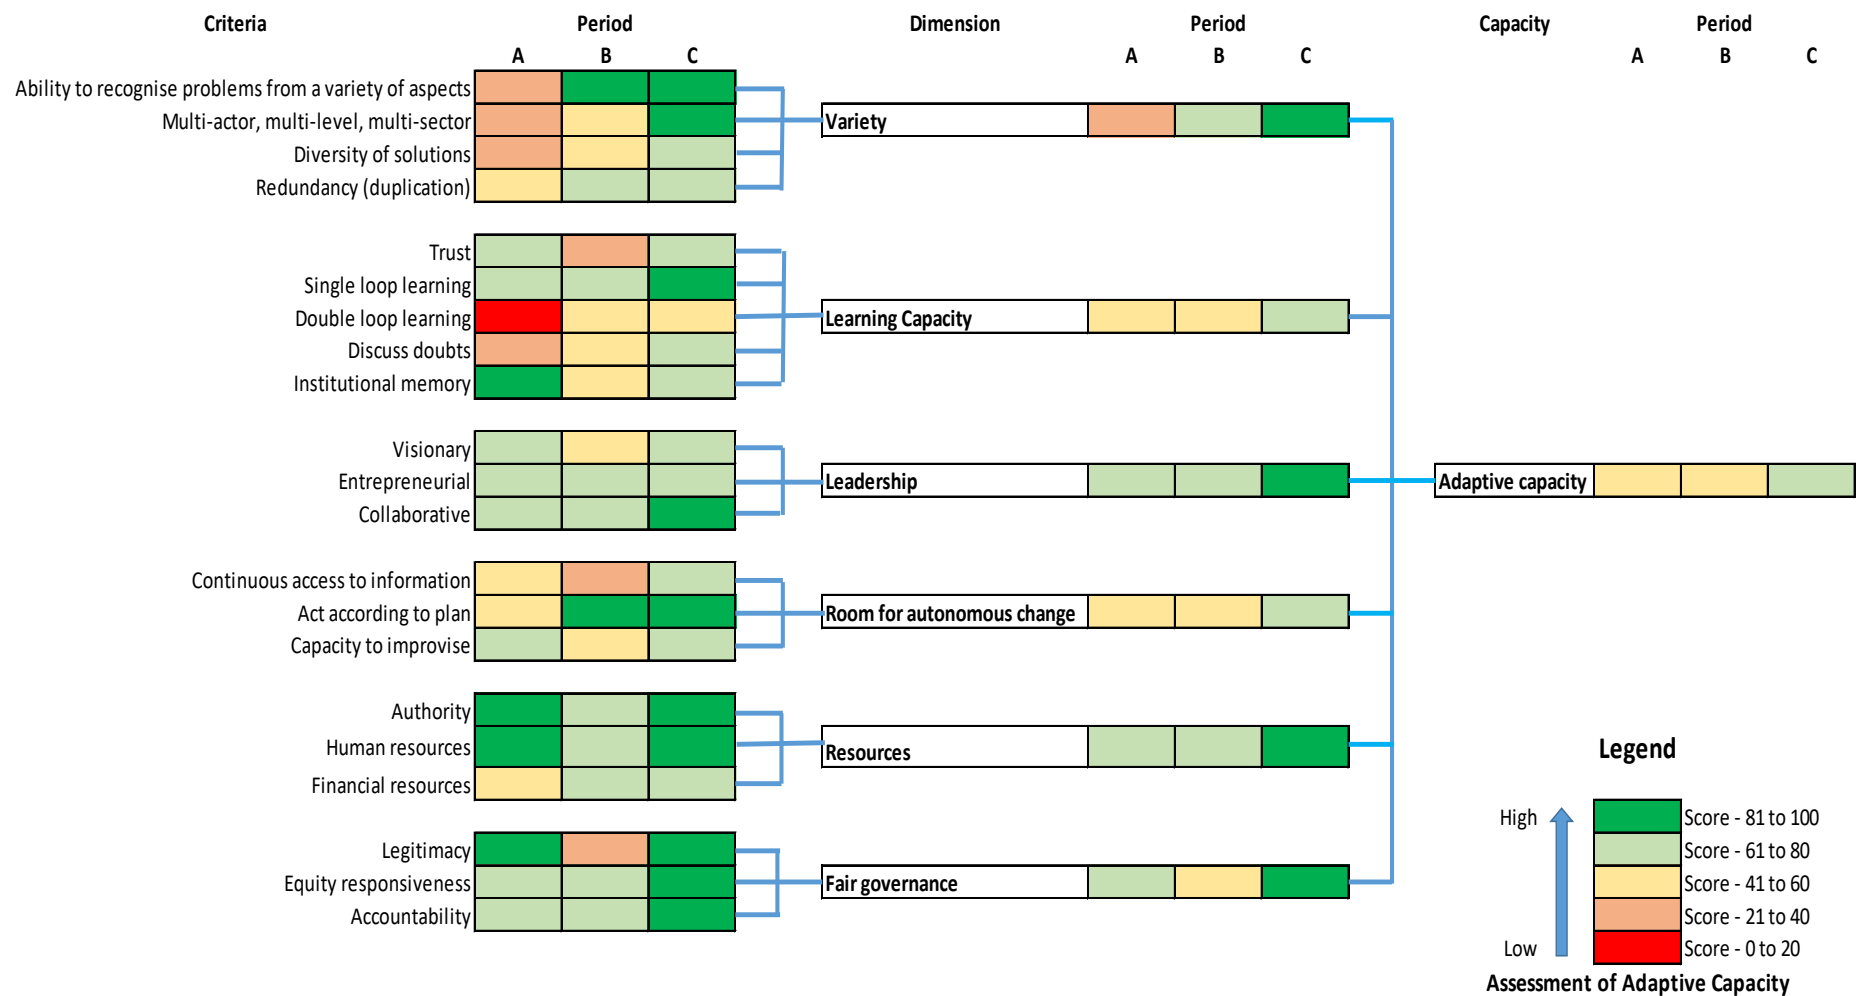 Criteria Period Dimension Period Capacity Period
A B C A B C A B C
Ability to recognise problems from a variety of aspects
Multi-actor, multi-level, multi-sector
Variety
Diversity of solutions
Redundancy (duplication)
Trust
Single loop learning
Double loop learning
Learning Capacity
Discuss doubts
Institutional memory
Visionary
Entrepreneurial
Leadership
Adaptive capacity
Collaborative
Continuous access to information
Act according to plan
Room for autonomous change
Capacity to improvise
Authority
Human resources
Resources
Financial resources
Legitimacy
Equity responsiveness
Fair governance
Accountability
Legend
High
Score - 81 to 100
Score - 61 to 80
Score - 41 to 60
Score - 21 to 40
Low
Score - 0 to 20
Assessment of Adaptive Capacity